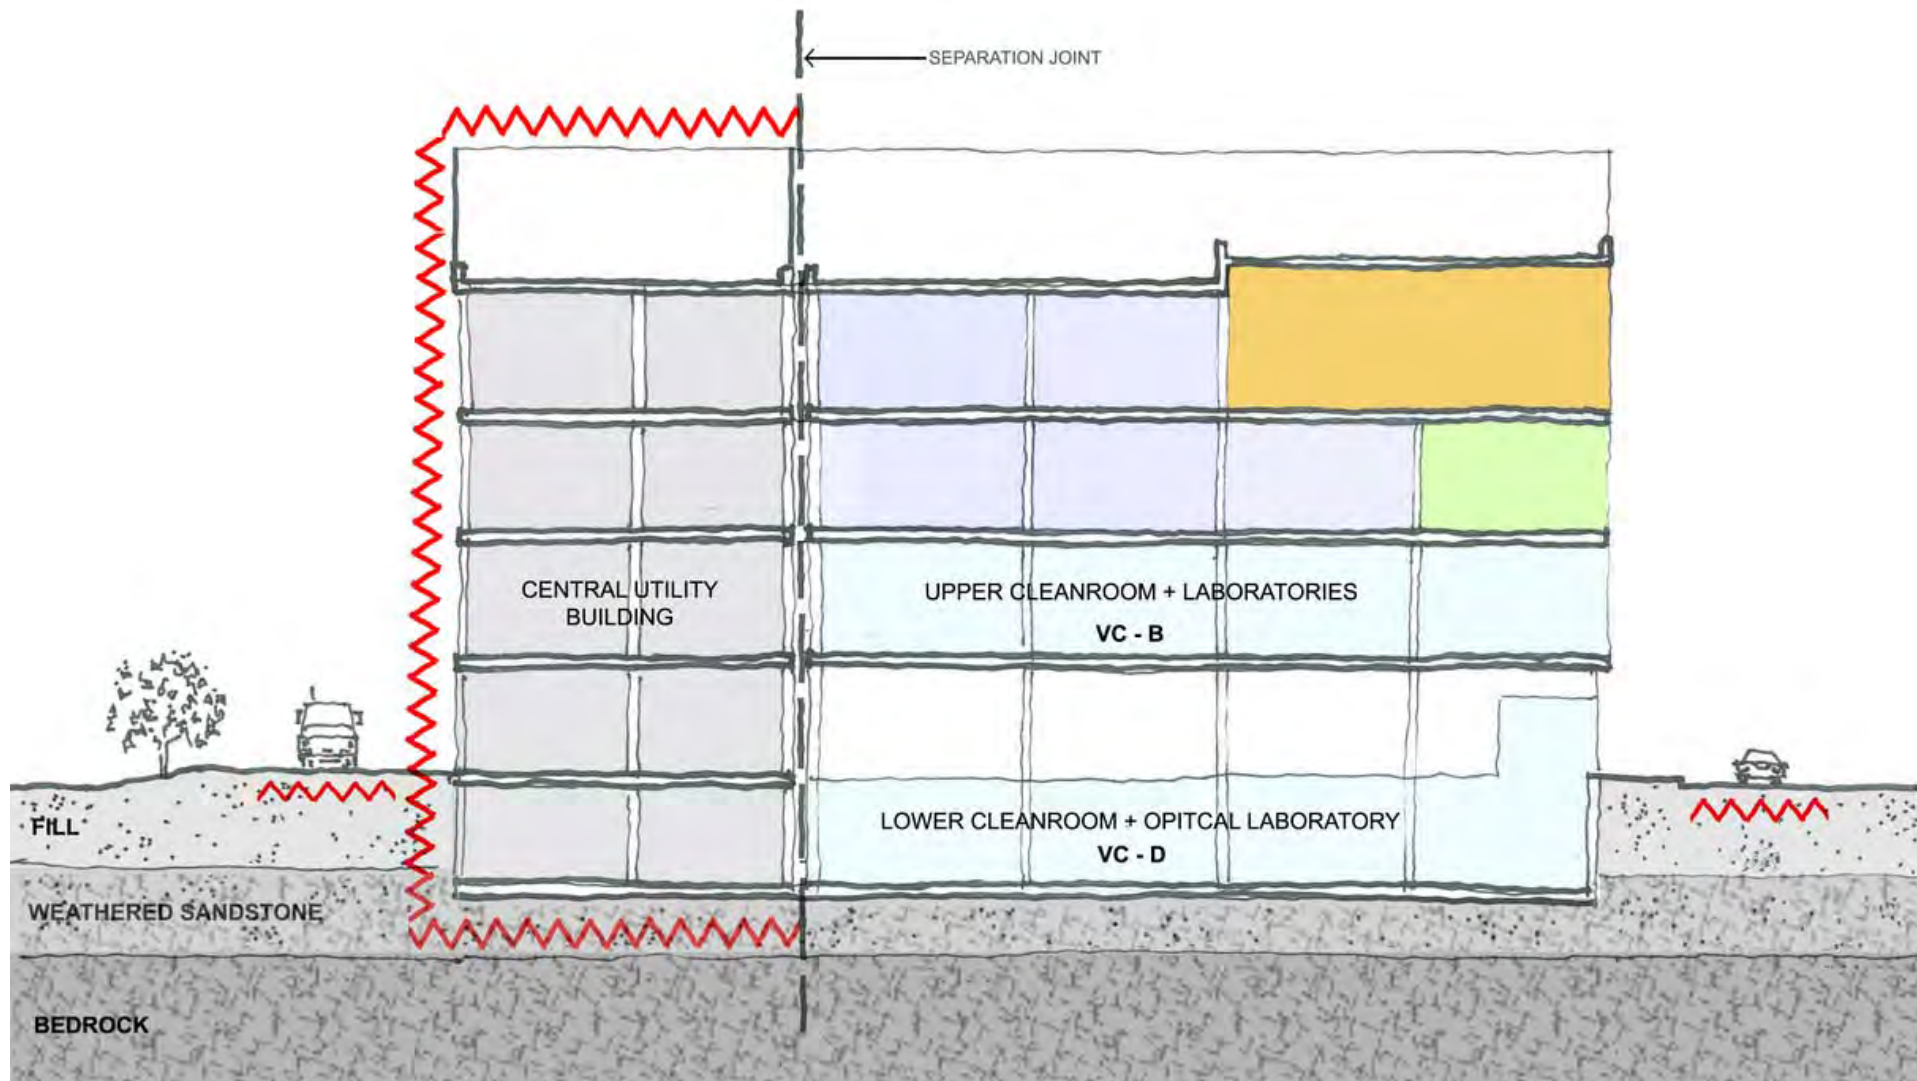 SEPARATION JOINT
CENTRAL UTILITY
BUILDING
UPPER CLEANROOM + LABORATORIES
VC - B
FILL
LOWER CLEANROOM + OPITCAL LABORATORY
VC - D
WEATHERED SANDSTONE
BEDROCK